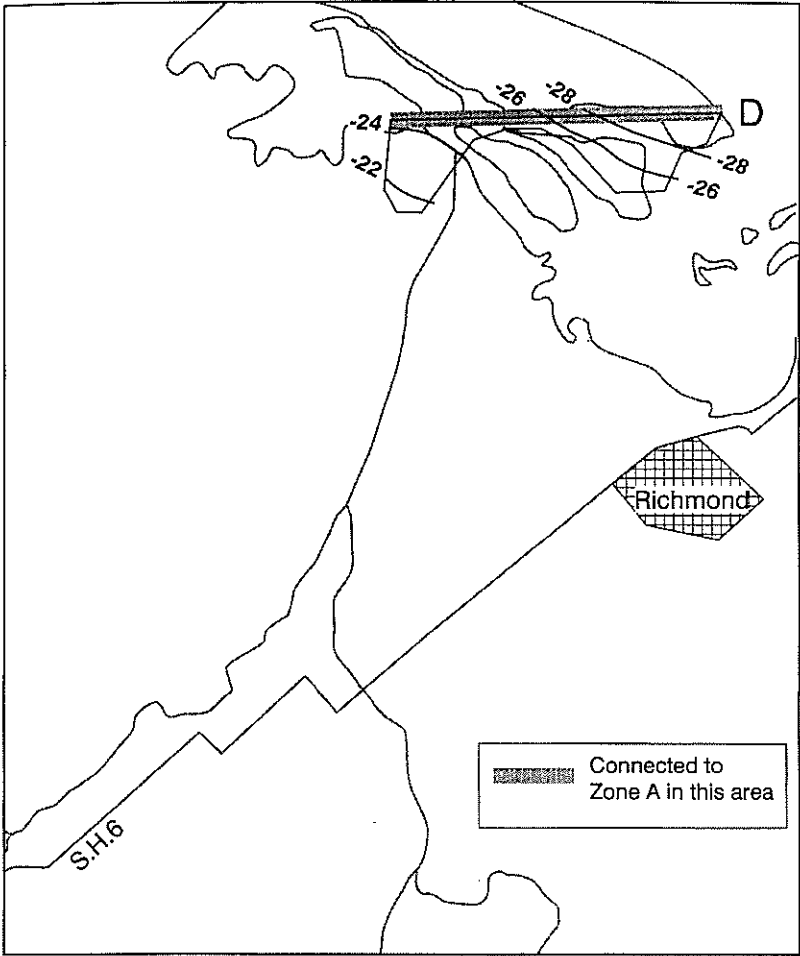 -26
-28
D
-24
-28
-22
-26
Richmond
Connected to
Zone A in this area
S.H.6